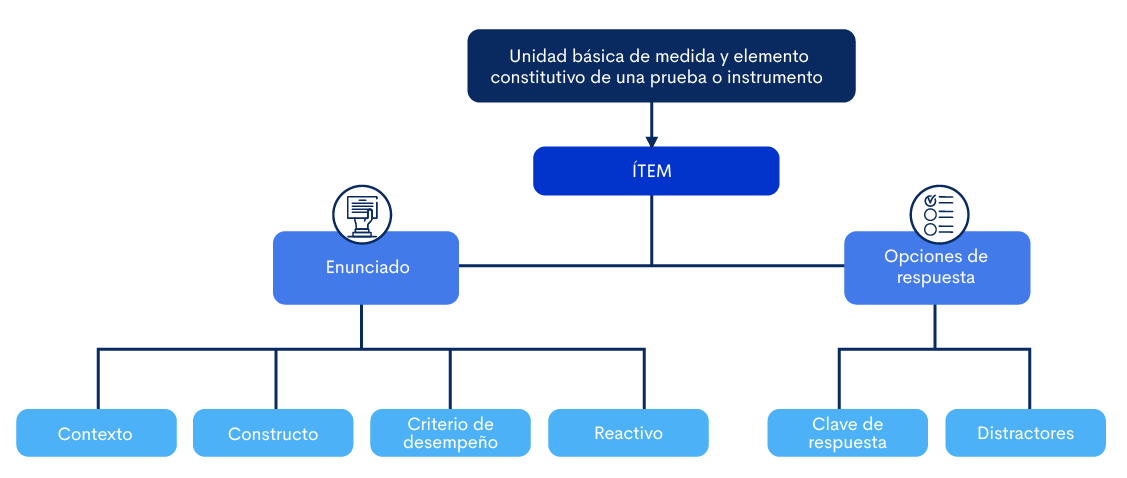 Unidad básica de medida y elemento
constitutivo de una prueba o instrumento
ÍTEM
Enunciado
Opciones de
respuesta
Contexto
Constructo
Criterio de
desempeño
Reactivo
Clave de
respuesta
Distractores